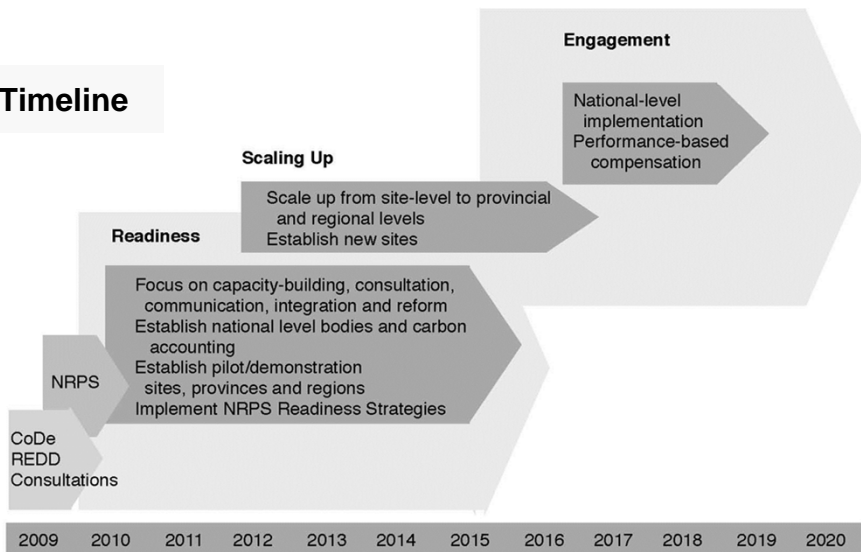 Engagement
Timeline
National-level
implementation
Performance-based
compensation
Scaling Up
Scale up from site-level to provincial
and regional levels
Establish new sites
Readiness
Focus on capacity-building, consultation,
communication, integration and reform
Establish national level bodies and carbon
accounting
Establish pilot/demonstration
sites, provinces and regions
Implement NRPS Readiness Strategies
NRPS
CoDe
REDD
Consultations
2009 2010 2011 2012 2013 2014 2015 2016 2017 2018 2019 2020